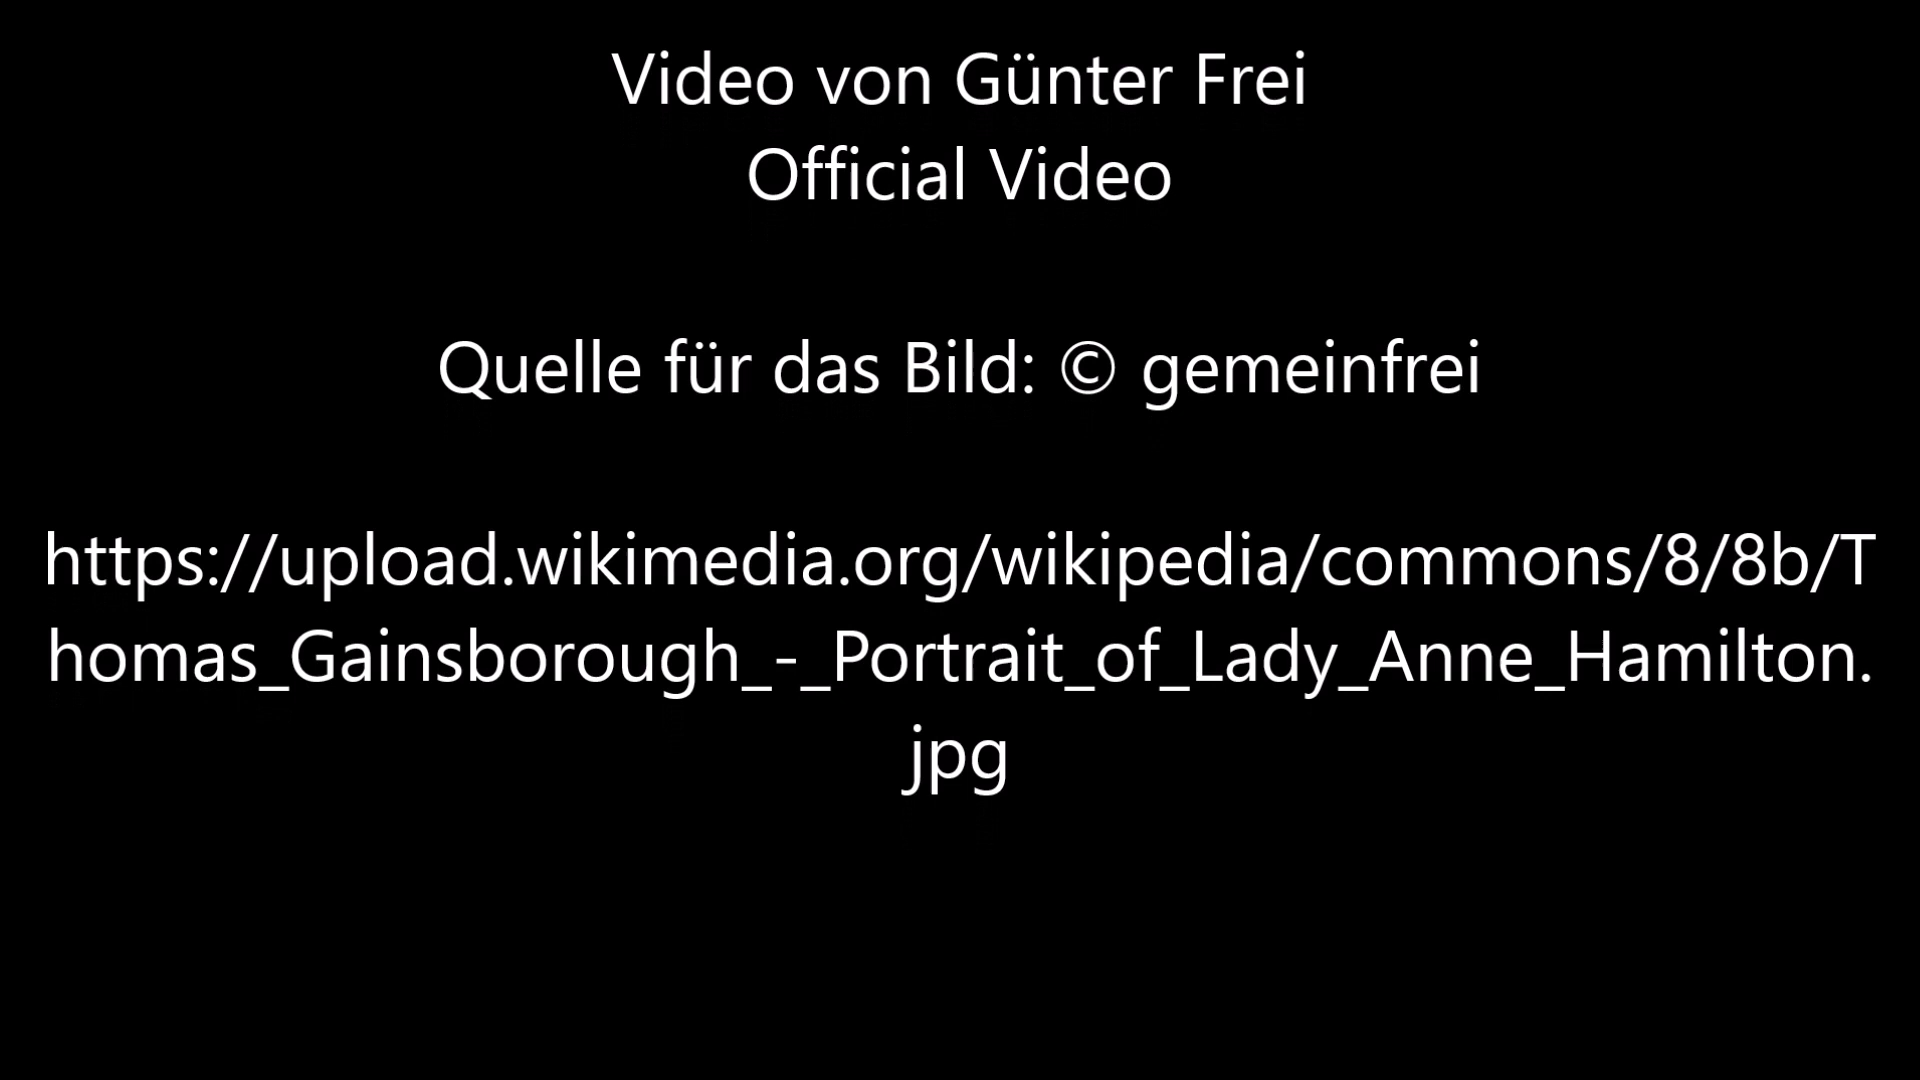 Video von Günter Frei
Official Video
Quelle für das Bild: © gemeinfrei
https://upload.wikimedia.org/wikipedia/commons/8/8b/T
homas_Gainsborough_-_Portrait_of_Lady_Anne_Hamilton.
jpg